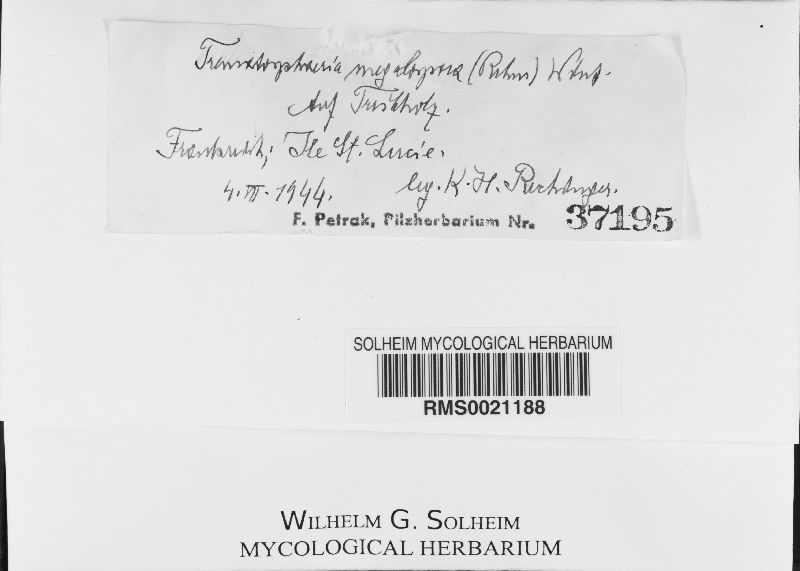 Trematosphaeria megalospora (Rehm) Wint.
Auf Treibholz.
Frankreich; Ile St. Lucie.
4. III. 1944. leg. K. H. Rechinger.
F. Petrak, Pilzherbarium Nr. 37195
SOLHEIM MYCOLOGICAL HERBARIUM
RMS0021188
WILHELM G. SOLHEIM
MYCOLOGICAL HERBARIUM